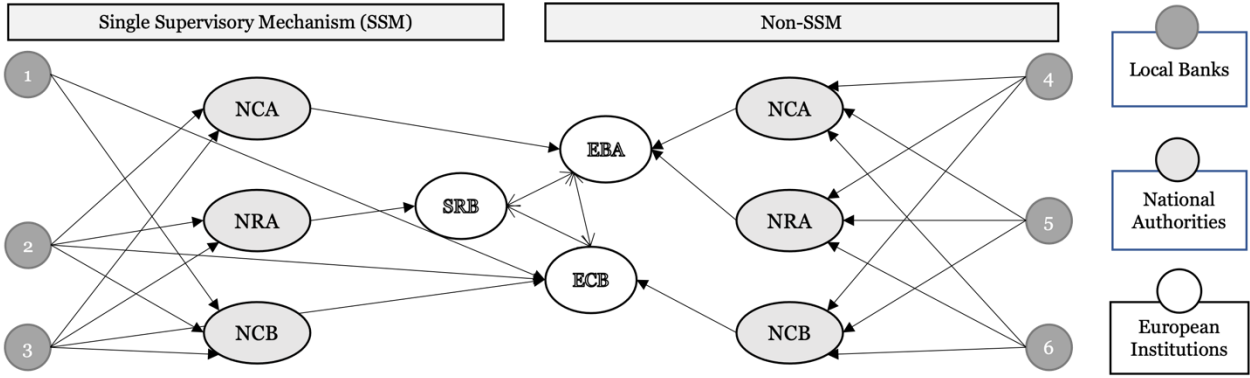 Single Supervisory Mechanism (SSM)
Non-SSM
1
2
3
NCA
NRA
NCB
SRB
EBA
ECB
NCA
NRA
NCB
4
5
6
Local Banks
National
Authorities
European
Institutions